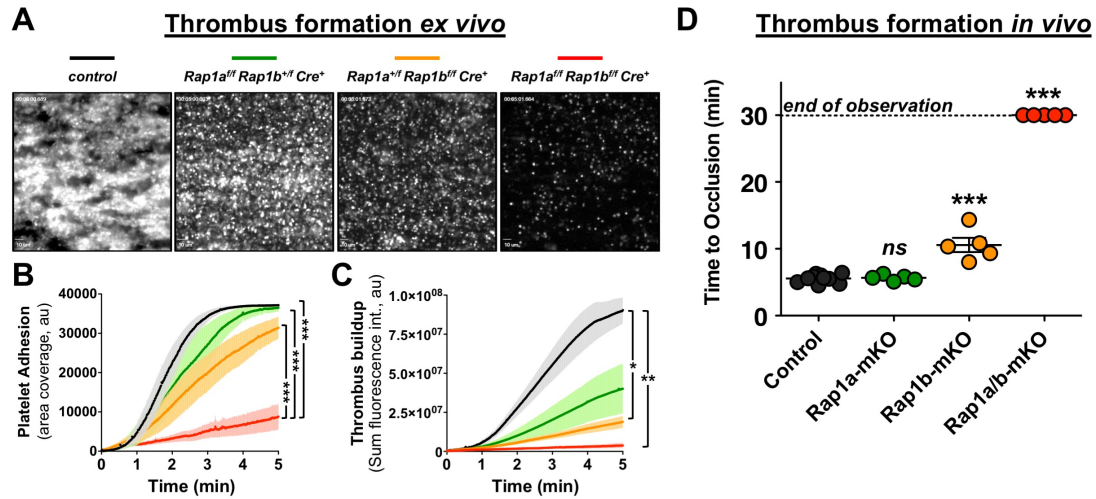 A
Thrombus formation ex vivo
control
Rap1a^f/f Rap1b^+/f Cre^+
Rap1a^+/f Rap1b^f/f Cre^+
Rap1a^f/f Rap1b^f/f Cre^+
10 um
10 um
10 um
10 um
B
Platelet Adhesion
(area coverage, au)
40000
30000
20000
10000
0
0 1 2 3 4 5
Time (min)
***
***
***
C
Thrombus buildup
(Sum fluorescence int., au)
1.0×10^08
7.5×10^07
5.0×10^07
2.5×10^07
0
0 1 2 3 4 5
Time (min)
*
**
D
Thrombus formation in vivo
Time to Occlusion (min)
30
20
10
0
end of observation
ns
***
***
Control
Rap1a-mKO
Rap1b-mKO
Rap1a/b-mKO